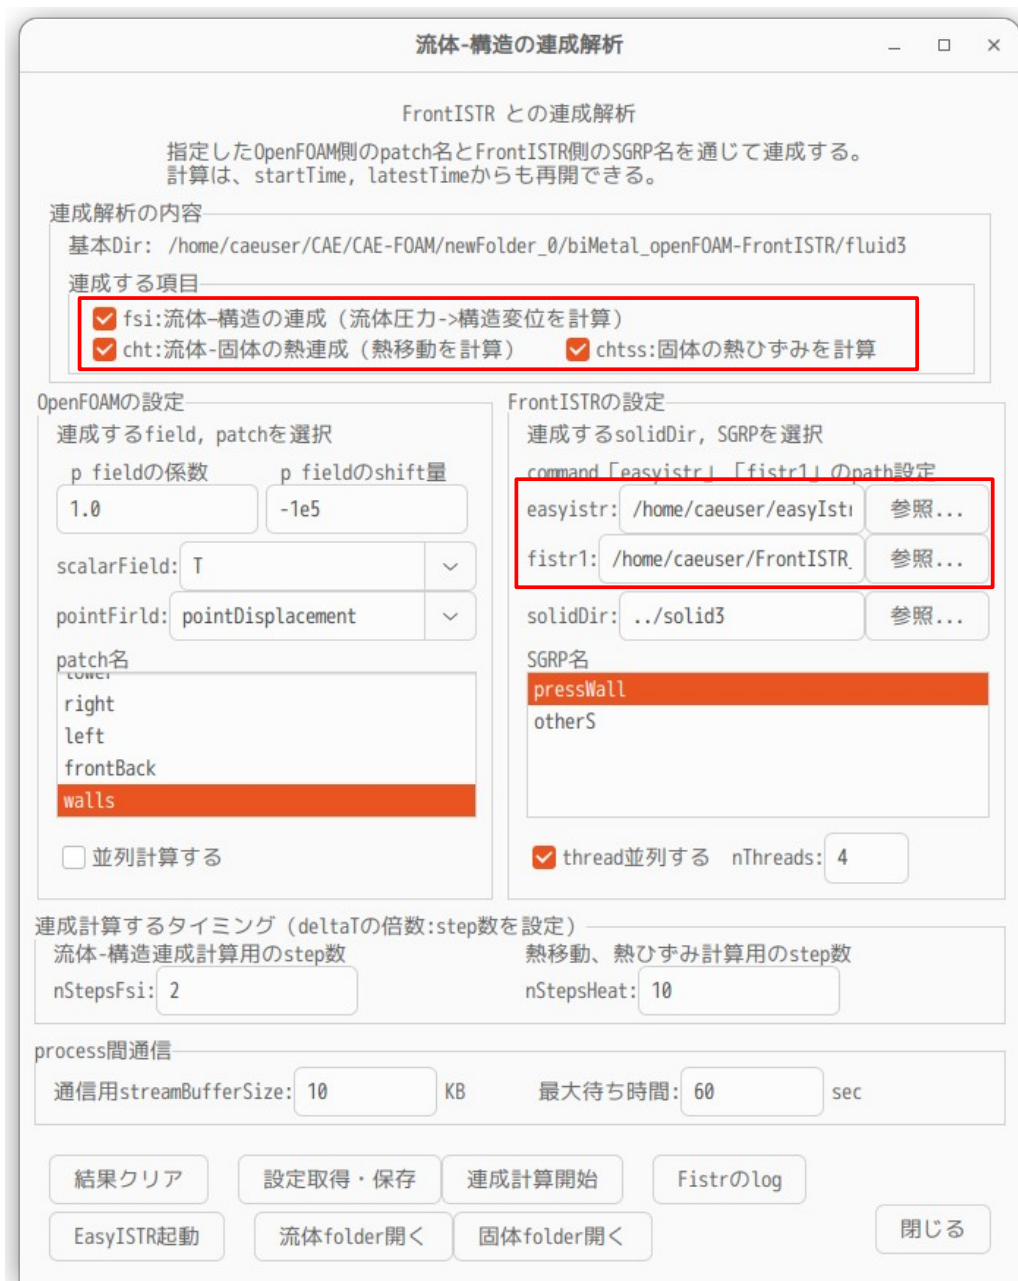 流体-構造の連成解析
FrontISTR との連成解析
指定したOpenFOAM側のpatch名とFrontISTR側のSGRP名を通じて連成する。
計算は、startTime, latestTimeからも再開できる。
連成解析の内容
基本Dir: /home/caeuser/CAE/CAE-FOAM/newFolder_0/biMetal_openFOAM-FrontISTR/fluid3
連成する項目
fsi:流体-構造の連成 (流体圧力->構造変位を計算)
cht:流体-固体の熱連成 (熱移動を計算) chtss:固体の熱ひずみを計算
OpenFOAMの設定
連成するfield, patchを選択
p fieldの係数 p fieldのshift量
1.0 -1e5
scalarField: T
pointFirld: pointDisplacement
patch名
lower
right
left
frontBack
walls
並列計算する
FrontISTRの設定
連成するsolidDir, SGRPを選択
command「easyistr」「fistr1」のpath設定
easyistr: /home/caeuser/easyIstr 参照...
fistr1: /home/caeuser/FrontISTR_ 参照...
solidDir: ../solid3 参照...
SGRP名
pressWall
otherS
thread並列する nThreads: 4
連成計算するタイミング (deltaTの倍数:step数を設定)
流体-構造連成計算用のstep数 熱移動、熱ひずみ計算用のstep数
nStepsFsi: 2 nStepsHeat: 10
process間通信
通信用streamBufferSize: 10 KB 最大待ち時間: 60 sec
結果クリア 設定取得・保存 連成計算開始 Fistrのlog
EasyISTR起動 流体folder開く 固体folder開く 閉じる